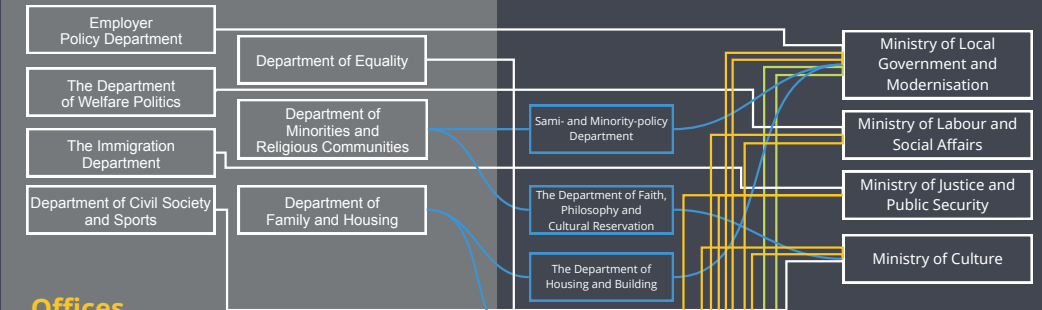 Employer
Policy Department
Department of Equality
The Department
of Welfare Politics
Department of
Minorities and
Religious Communities
The Immigration
Department
Department of Civil Society
and Sports
Department of
Family and Housing
Offices
Sami- and Minority-policy
Department
The Department of Faith,
Philosophy and
Cultural Reservation
The Department of
Housing and Building
Ministry of Local
Government and
Modernisation
Ministry of Labour and
Social Affairs
Ministry of Justice and
Public Security
Ministry of Culture